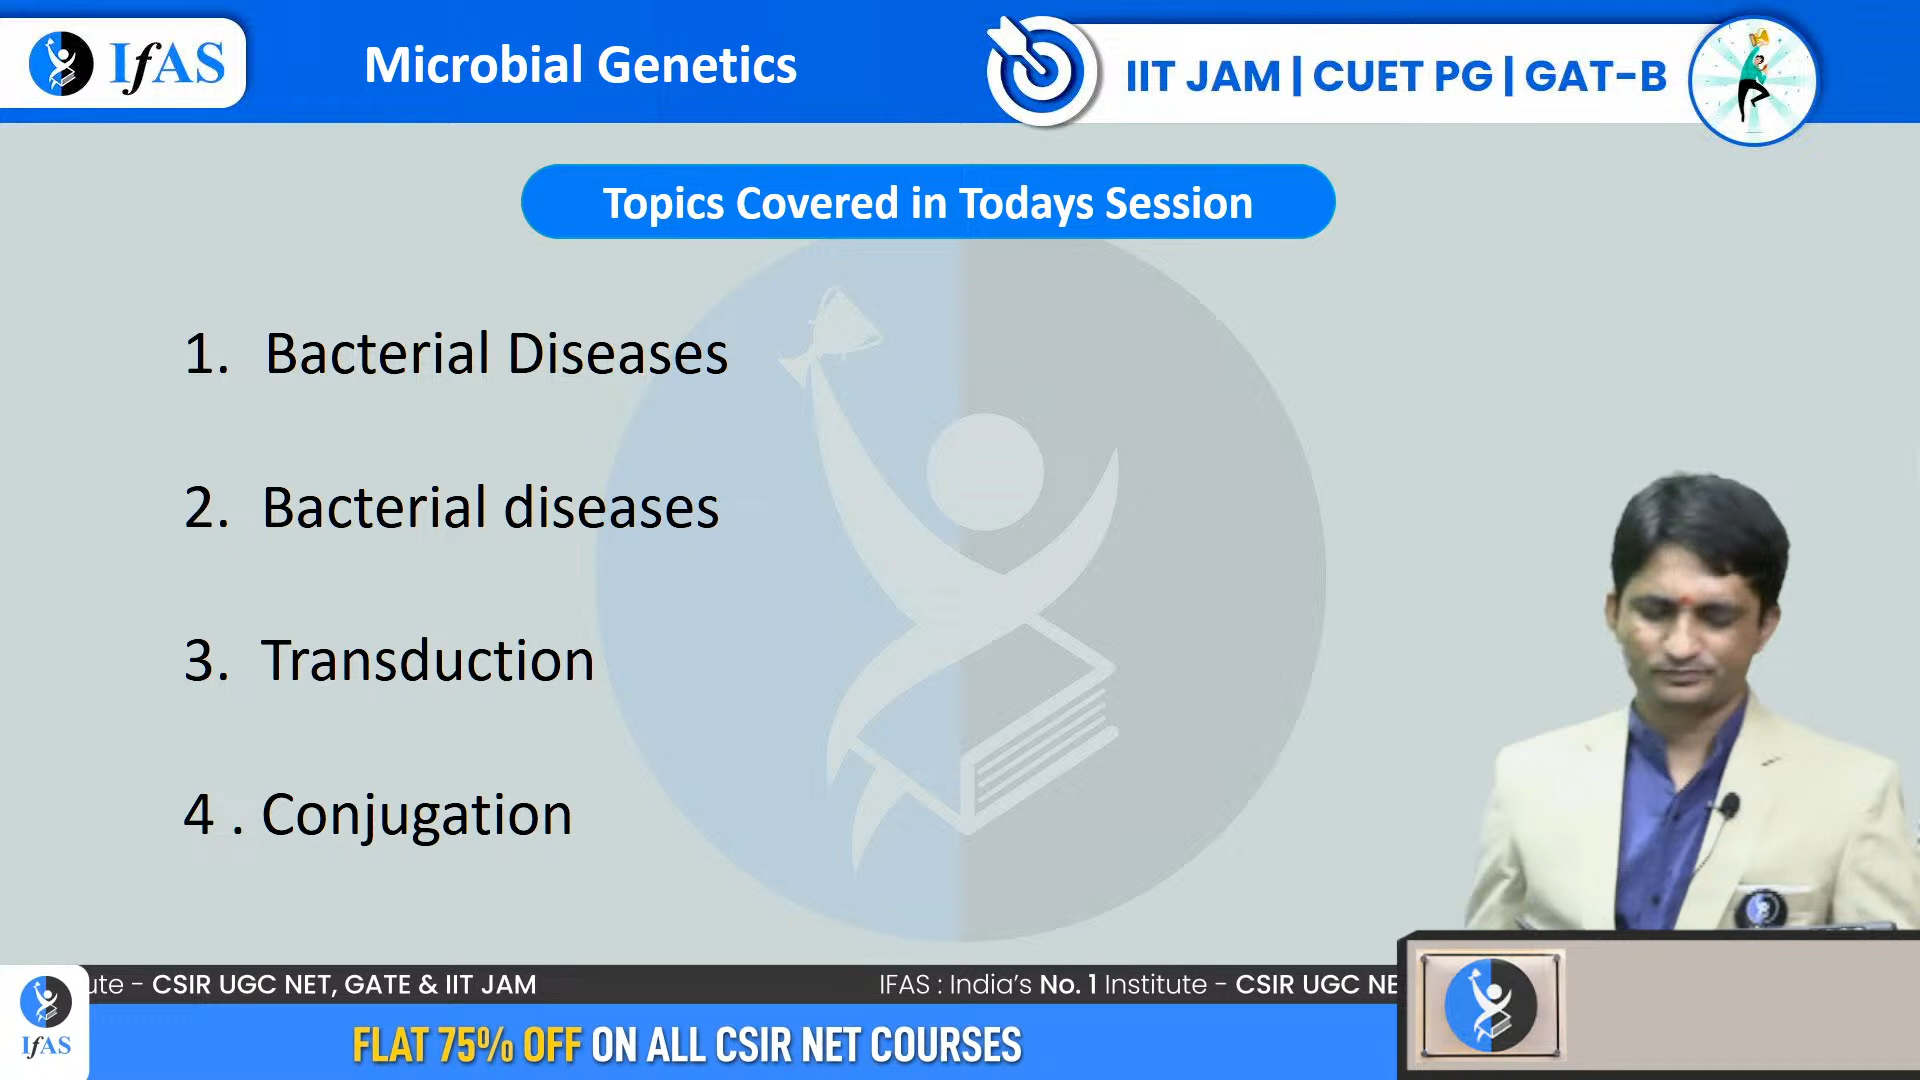 IfAS
Microbial Genetics
IIT JAM | CUET PG | GAT-B
Topics Covered in Todays Session
1. Bacterial Diseases
2. Bacterial diseases
3. Transduction
4 . Conjugation
ute - CSIR UGC NET, GATE & IIT JAM
IFAS : India's No. 1 Institute - CSIR UGC NE
IfAS
FLAT 75% OFF ON ALL CSIR NET COURSES